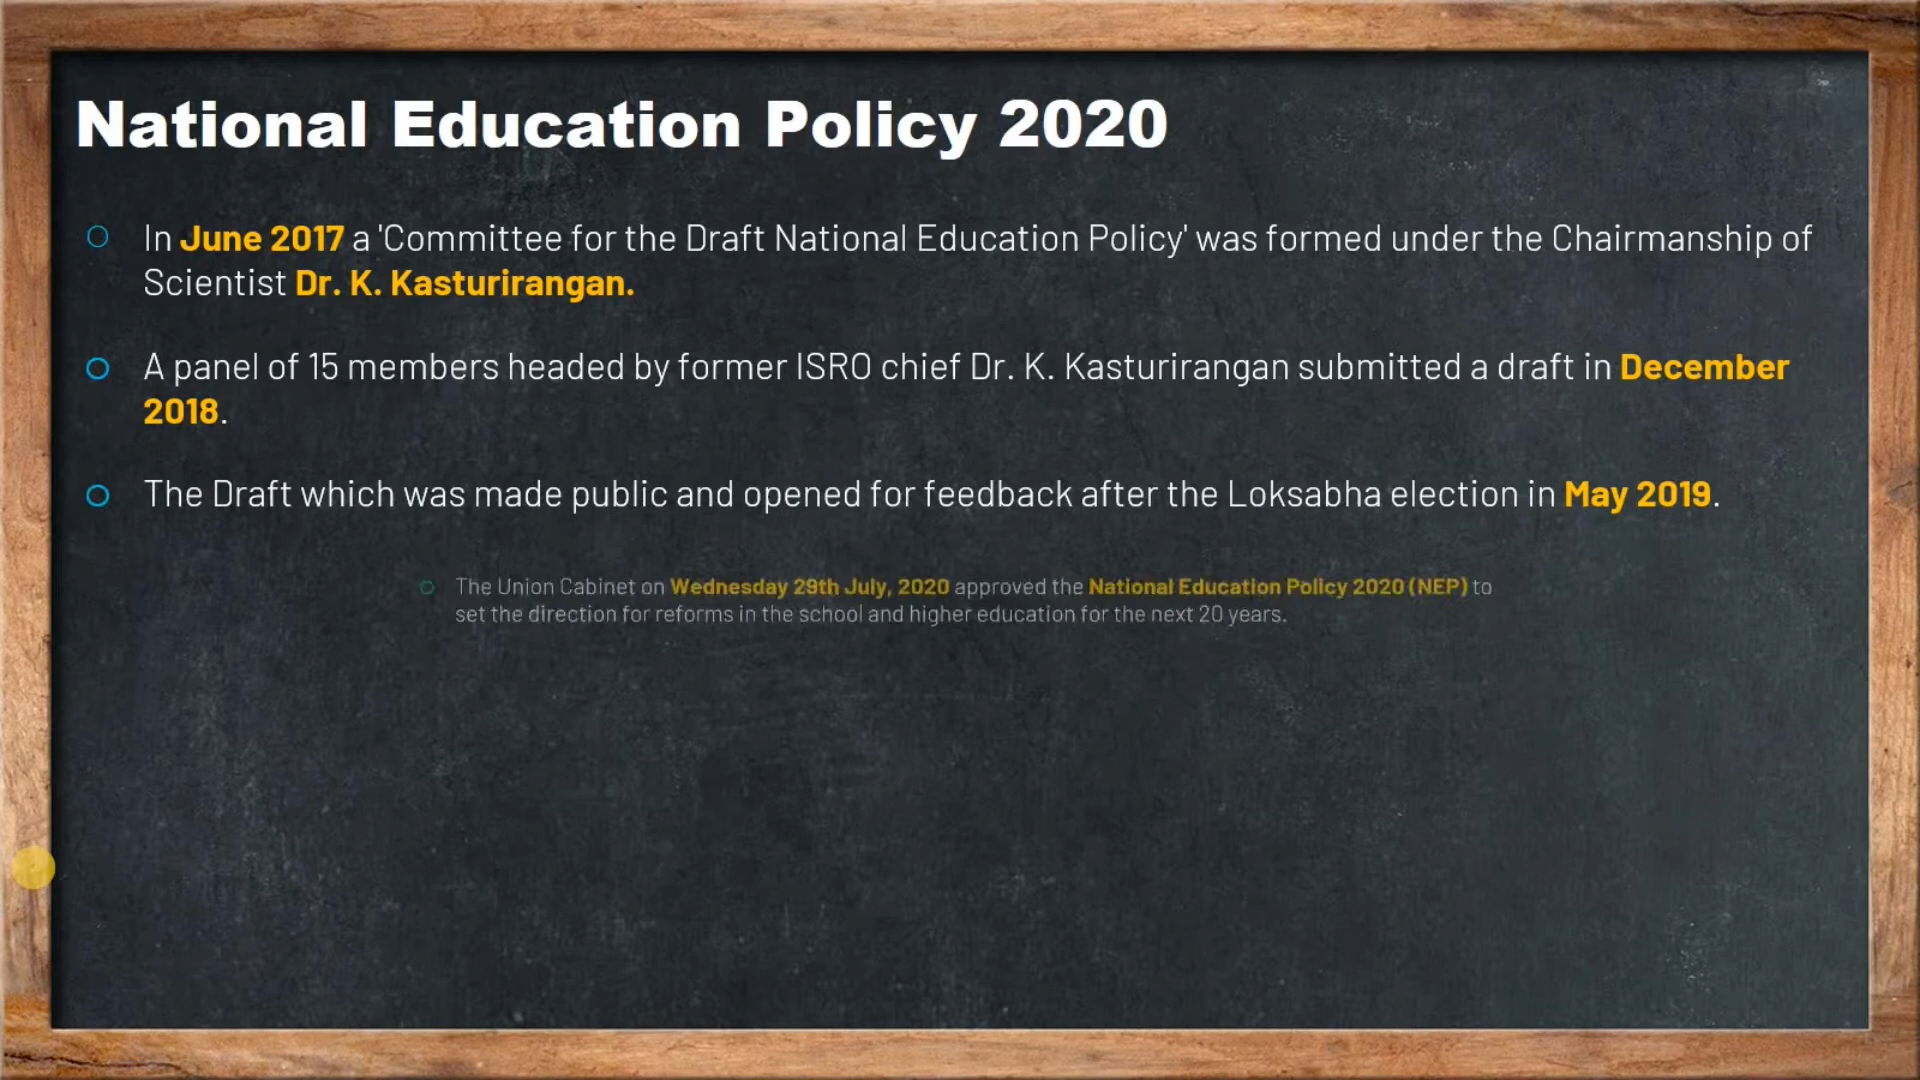 National Education Policy 2020
In June 2017 a 'Committee for the Draft National Education Policy' was formed under the Chairmanship of
Scientist Dr. K. Kasturirangan.
A panel of 15 members headed by former ISRO chief Dr. K. Kasturirangan submitted a draft in December
2018.
The Draft which was made public and opened for feedback after the Loksabha election in May 2019.
The Union Cabinet on Wednesday 29th July, 2020 approved the National Education Policy 2020 (NEP) to
set the direction for reforms in the school and higher education for the next 20 years.